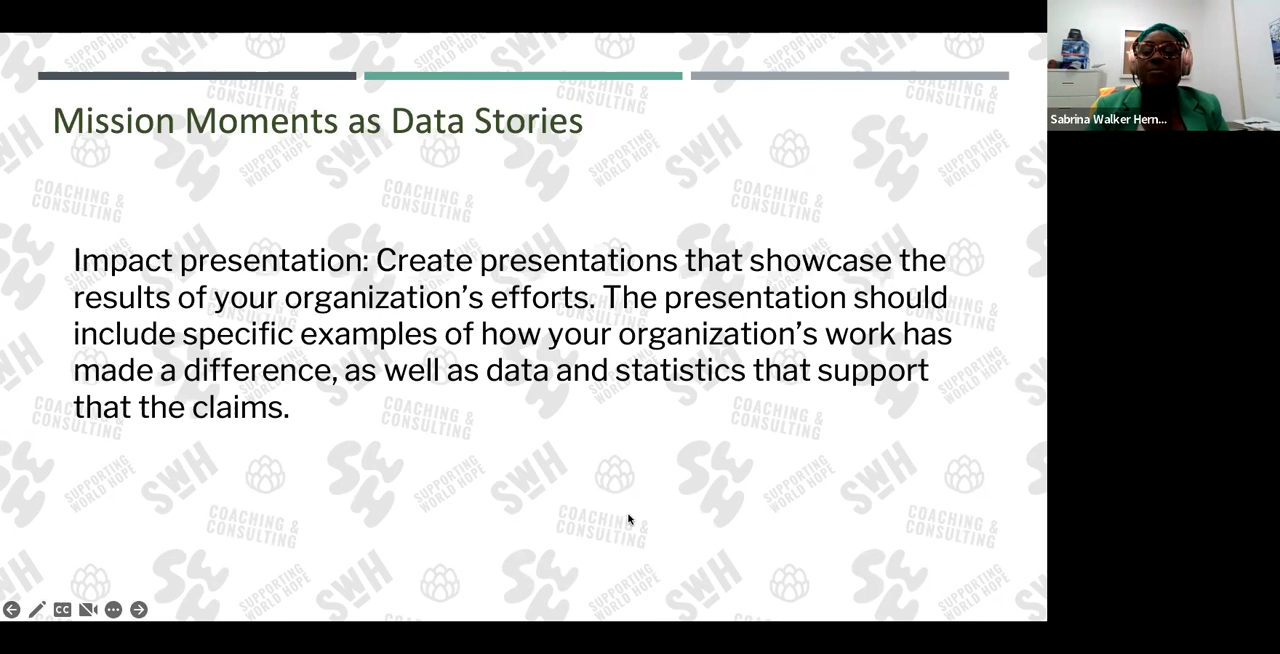 Mission Moments as Data Stories
Impact presentation: Create presentations that showcase the
results of your organization’s efforts. The presentation should
include specific examples of how your organization’s work has
made a difference, as well as data and statistics that support
that the claims.
Sabrina Walker Hern...
SWH
SUPPORTING
WORLD HOPE
COACHING &
CONSULTING
CC